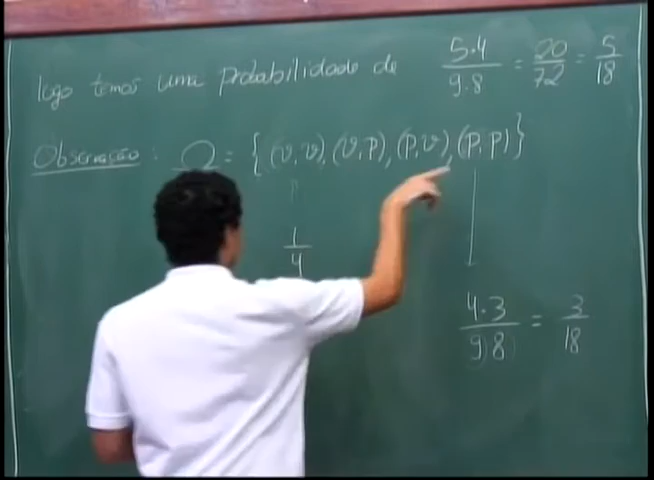 logo temos uma probabilidade de 5·4/9·8 = 20/72 = 5/18
Observação: Ω = {(v,v),(v,p),(p,v),(p,p)}
1/4
4·3/9·8 = 3/18